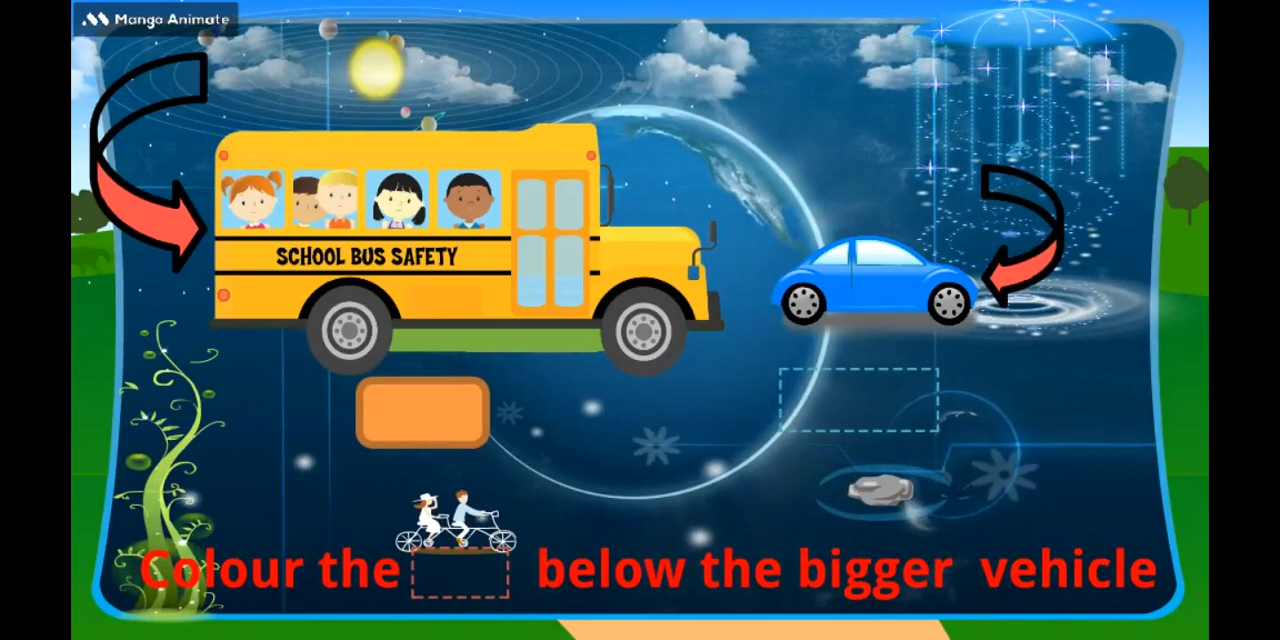 Manga Animate
SCHOOL BUS SAFETY
Colour the below the bigger vehicle